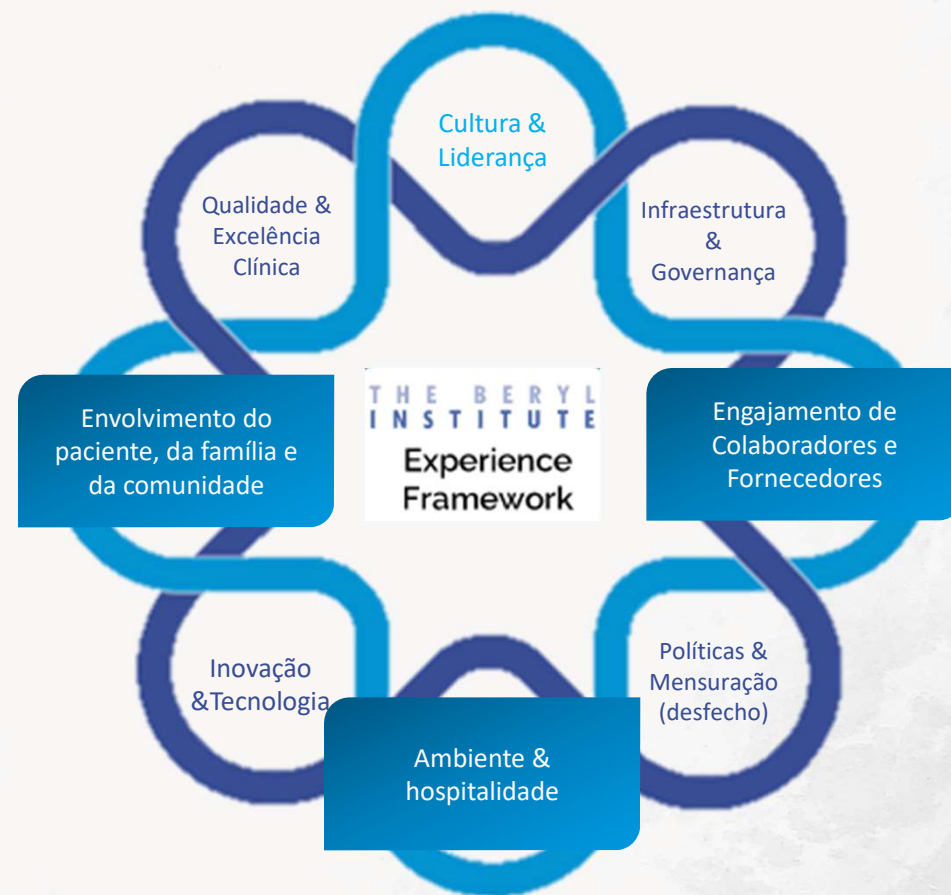 Cultura &
Liderança
Qualidade &
Excelência
Clínica
Infraestrutura
&
Governança
Envolvimento do
paciente, da família e
da comunidade
THE BERYL
INSTITUTE
Experience
Framework
Engajamento de
Colaboradores e
Fornecedores
Inovação
&Tecnologia
Políticas &
Mensuração
(desfecho)
Ambiente &
hospitalidade